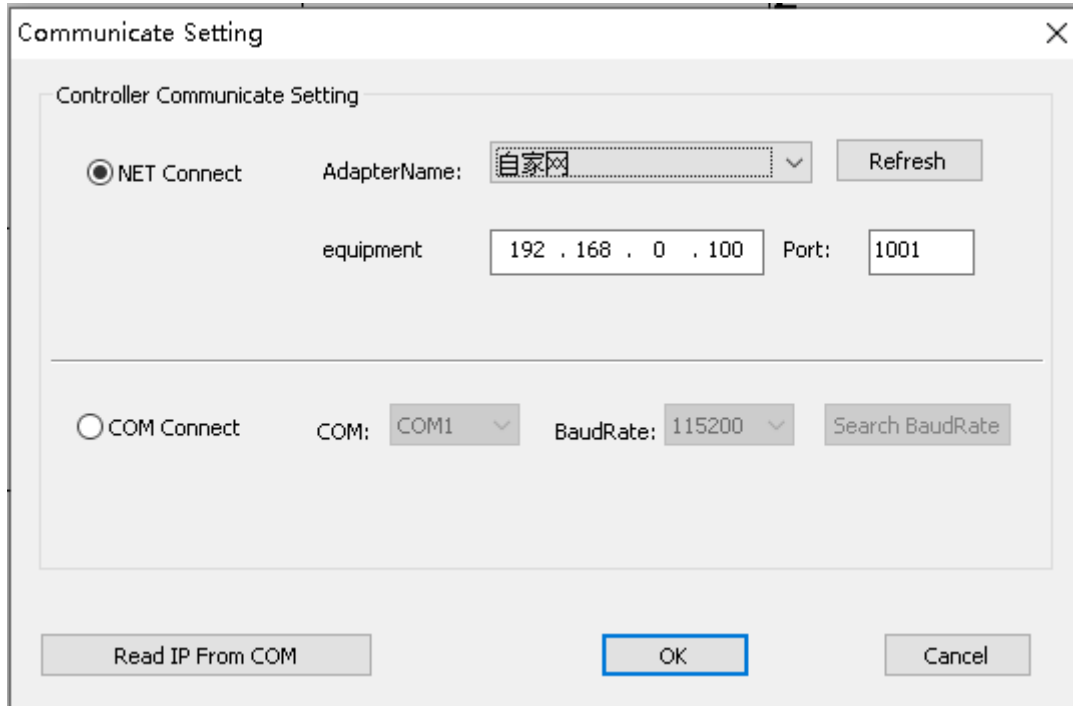 Communicate Setting
Controller Communicate Setting
NET Connect AdapterName: 自家网 Refresh
equipment 192 . 168 . 0 . 100 Port: 1001
COM Connect COM: COM1 BaudRate: 115200 Search BaudRate
Read IP From COM OK Cancel